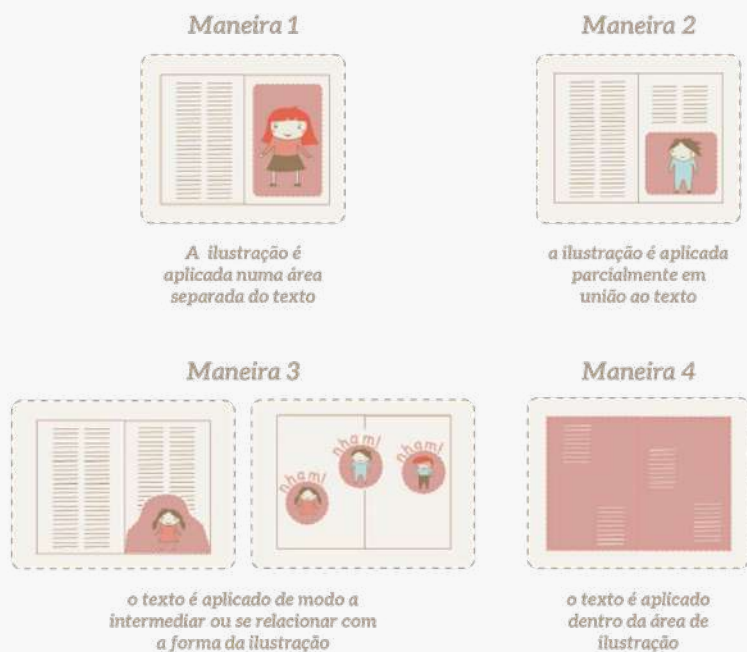 Maneira 1
A ilustração é
aplicada numa área
separada do texto
Maneira 2
a ilustração é aplicada
parcialmente em
união ao texto
Maneira 3
nham!
nham!
nham!
o texto é aplicado de modo a
intermediar ou se relacionar com
a forma da ilustração
Maneira 4
o texto é aplicado
dentro da área de
ilustração